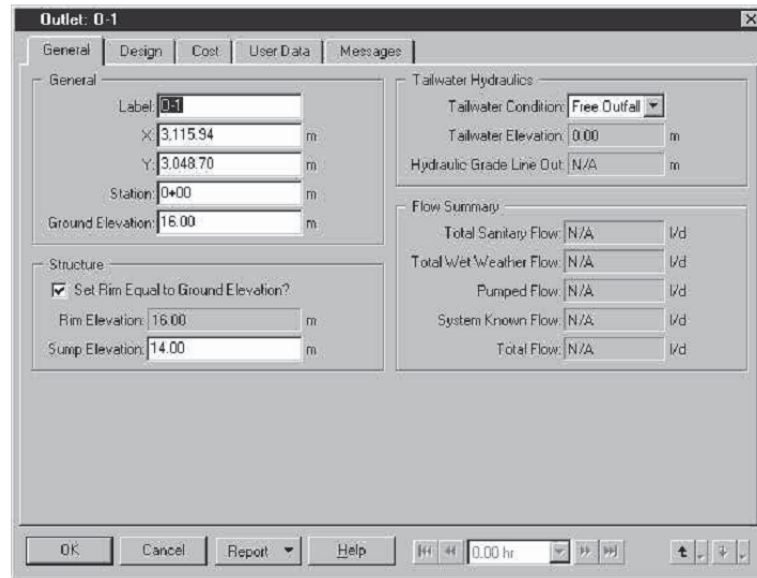 Outlet: O-1
General Design Cost User Data Messages
General
Label: O-1
X: 3,115.94 m
Y: 3,048.70 m
Station: 0+00 m
Ground Elevation: 16.00 m
Structure
Set Rim Equal to Ground Elevation?
Rim Elevation: 16.00 m
Sump Elevation: 14.00 m
Tailwater Hydraulics
Tailwater Condition: Free Outfall
Tailwater Elevation: 0.00 m
Hydraulic Grade Line Out: N/A m
Flow Summary
Total Sanitary Flow: N/A l/d
Total Wet Weather Flow: N/A l/d
Pumped Flow: N/A l/d
System Known Flow: N/A l/d
Total Flow: N/A l/d
OK Cancel Report Help 0.00 hr